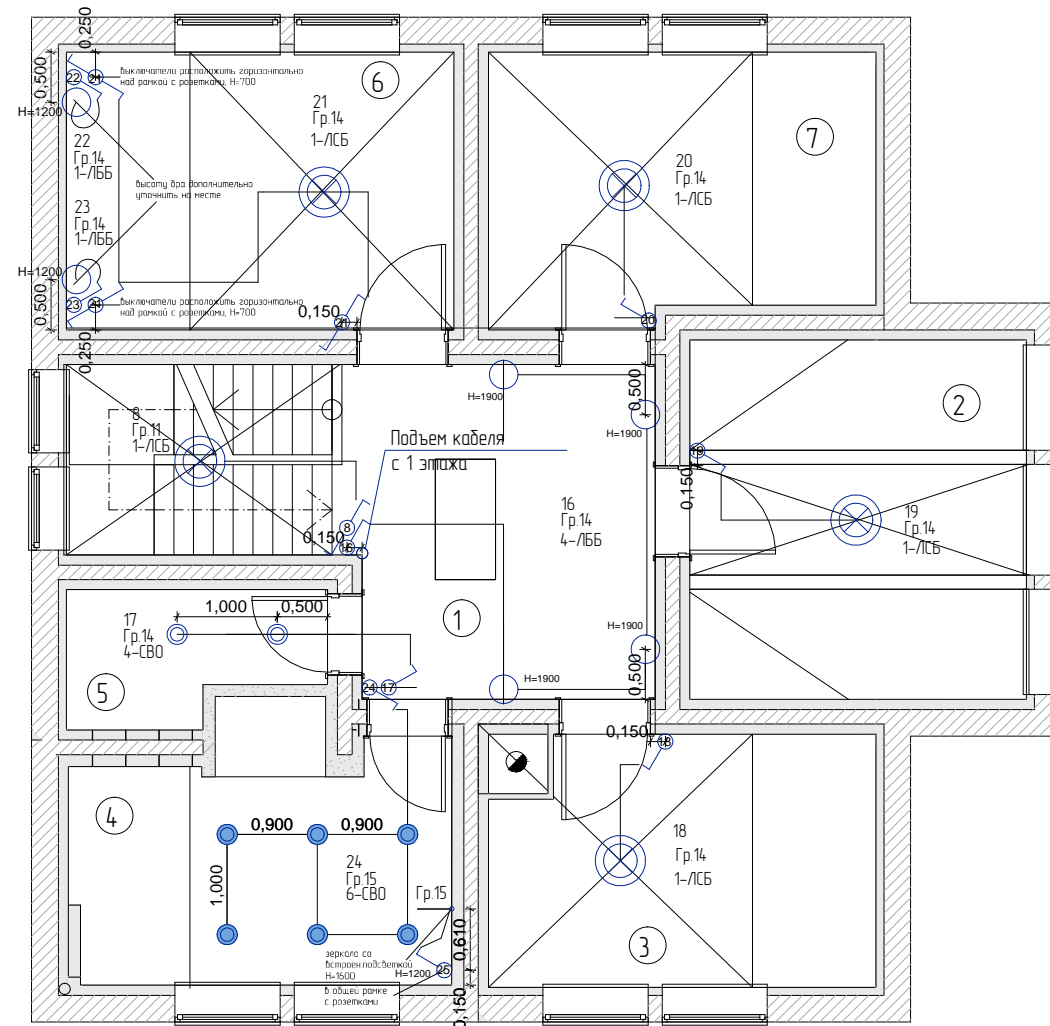 0,250
0,500
22
21
выключатели расположить горизонтально
над рамкой с розетками, H=700
H=1200
22
Гр.14
1-ЛББ
высоту бра дополнительно
уточнить на месте
23
Гр.14
1-ЛББ
H=1200
23
21
выключатели расположить горизонтально
над рамкой с розетками, H=700
0,500
0,250
21
Гр.14
1-ЛСБ
6
0,150
21
20
Гр.14
1-ЛСБ
7
20
8
Гр.11
1-ЛСБ
Подъем кабеля
с 1 этажа
H=1900
0,500
H=1900
2
19
0,150
19
Гр.14
1-ЛСБ
8
0,150
16
16
Гр.14
4-ЛББ
1
17
Гр.14
4-СВО
1,000
0,500
5
24
17
H=1900
H=1900
0,500
0,150
18
4
0,900
0,900
1,000
24
Гр.15
6-СВО
Гр.15
0,610
зеркало со
встроен.подсветкой
H=1600
H=1200
25
в общей рамке
с розетками
0,150
18
Гр.14
1-ЛСБ
3